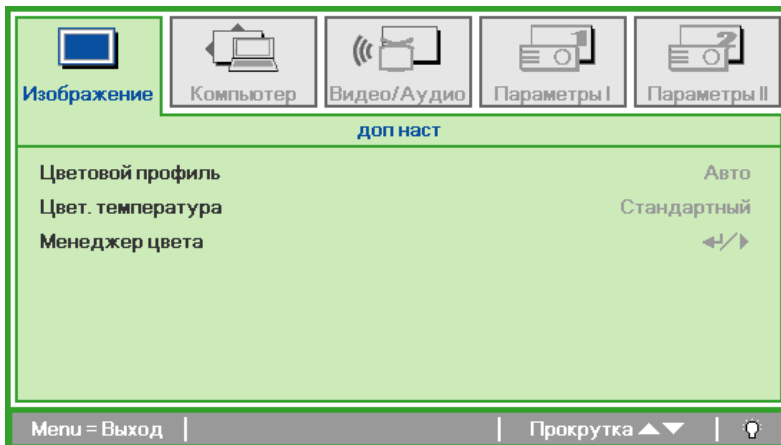 Изображение Компьютер Видео/Аудио Параметры I Параметры II
доп наст
Цветовой профиль Авто
Цвет. температура Стандартный
Менеджер цвета
Menu = Выход Прокрутка